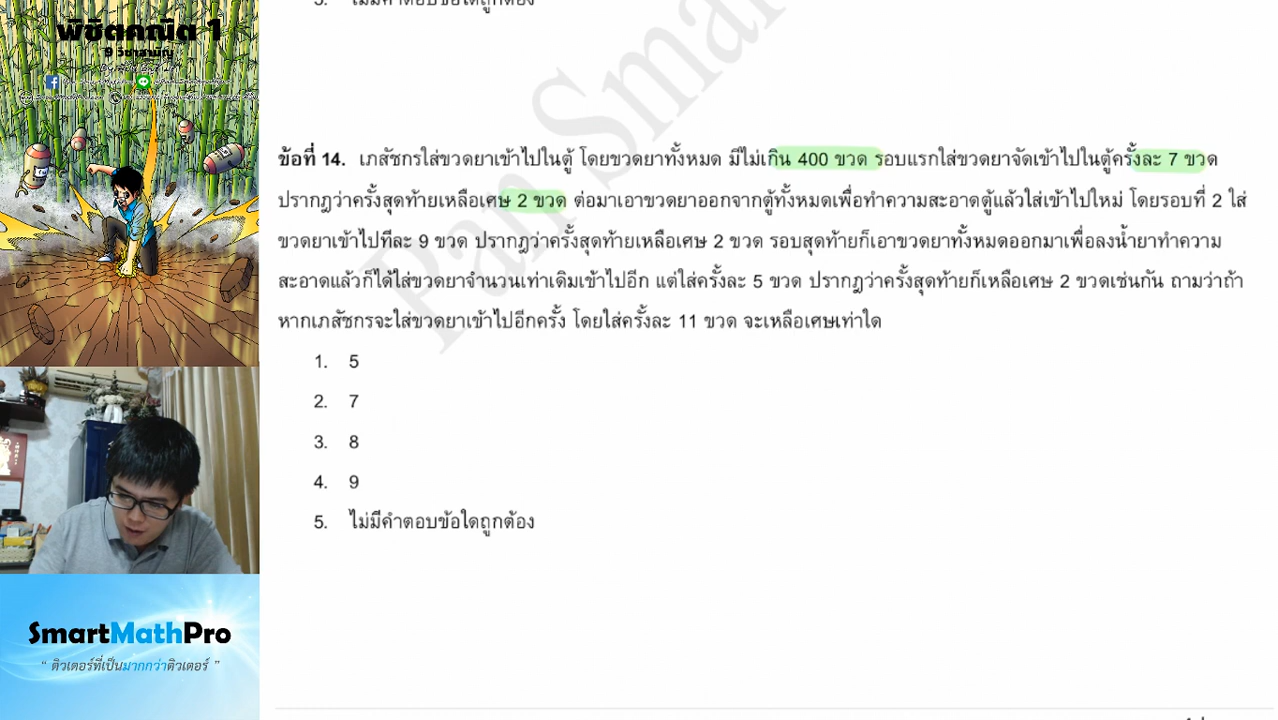 พิชิตคณิต 1
9 วิชาสามัญ
ข้อที่ 14. เภสัชกรใส่ขวดยาเข้าไปในตู้ โดยขวดยาทั้งหมด มีไม่เกิน 400 ขวด รอบแรกใส่ขวดยาจัดเข้าไปในตู้ครั้งละ 7 ขวด
ปรากฎว่าครั้งสุดท้ายเหลือเศษ 2 ขวด ต่อมาเอาขวดยาออกจากตู้ทั้งหมดเพื่อทำความสะอาดตู้แล้วใส่เข้าไปใหม่ โดยรอบที่ 2 ใส่
ขวดยาเข้าไปทีละ 9 ขวด ปรากฎว่าครั้งสุดท้ายเหลือเศษ 2 ขวด รอบสุดท้ายก็เอาขวดยาทั้งหมดออกมาเพื่อลงน้ำยาทำความ
สะอาดแล้วก็ได้ใส่ขวดยาจำนวนเท่าเดิมเข้าไปอีก แต่ใส่ครั้งละ 5 ขวด ปรากฎว่าครั้งสุดท้ายก็เหลือเศษ 2 ขวดเช่นกัน ถามว่าถ้า
หากเภสัชกรจะใส่ขวดยาเข้าไปอีกครั้ง โดยใส่ครั้งละ 11 ขวด จะเหลือเศษเท่าใด
1. 5
2. 7
3. 8
4. 9
5. ไม่มีคำตอบข้อใดถูกต้อง
SmartMathPro
“ ติวเตอร์ที่เป็นมากกว่าติวเตอร์ ”